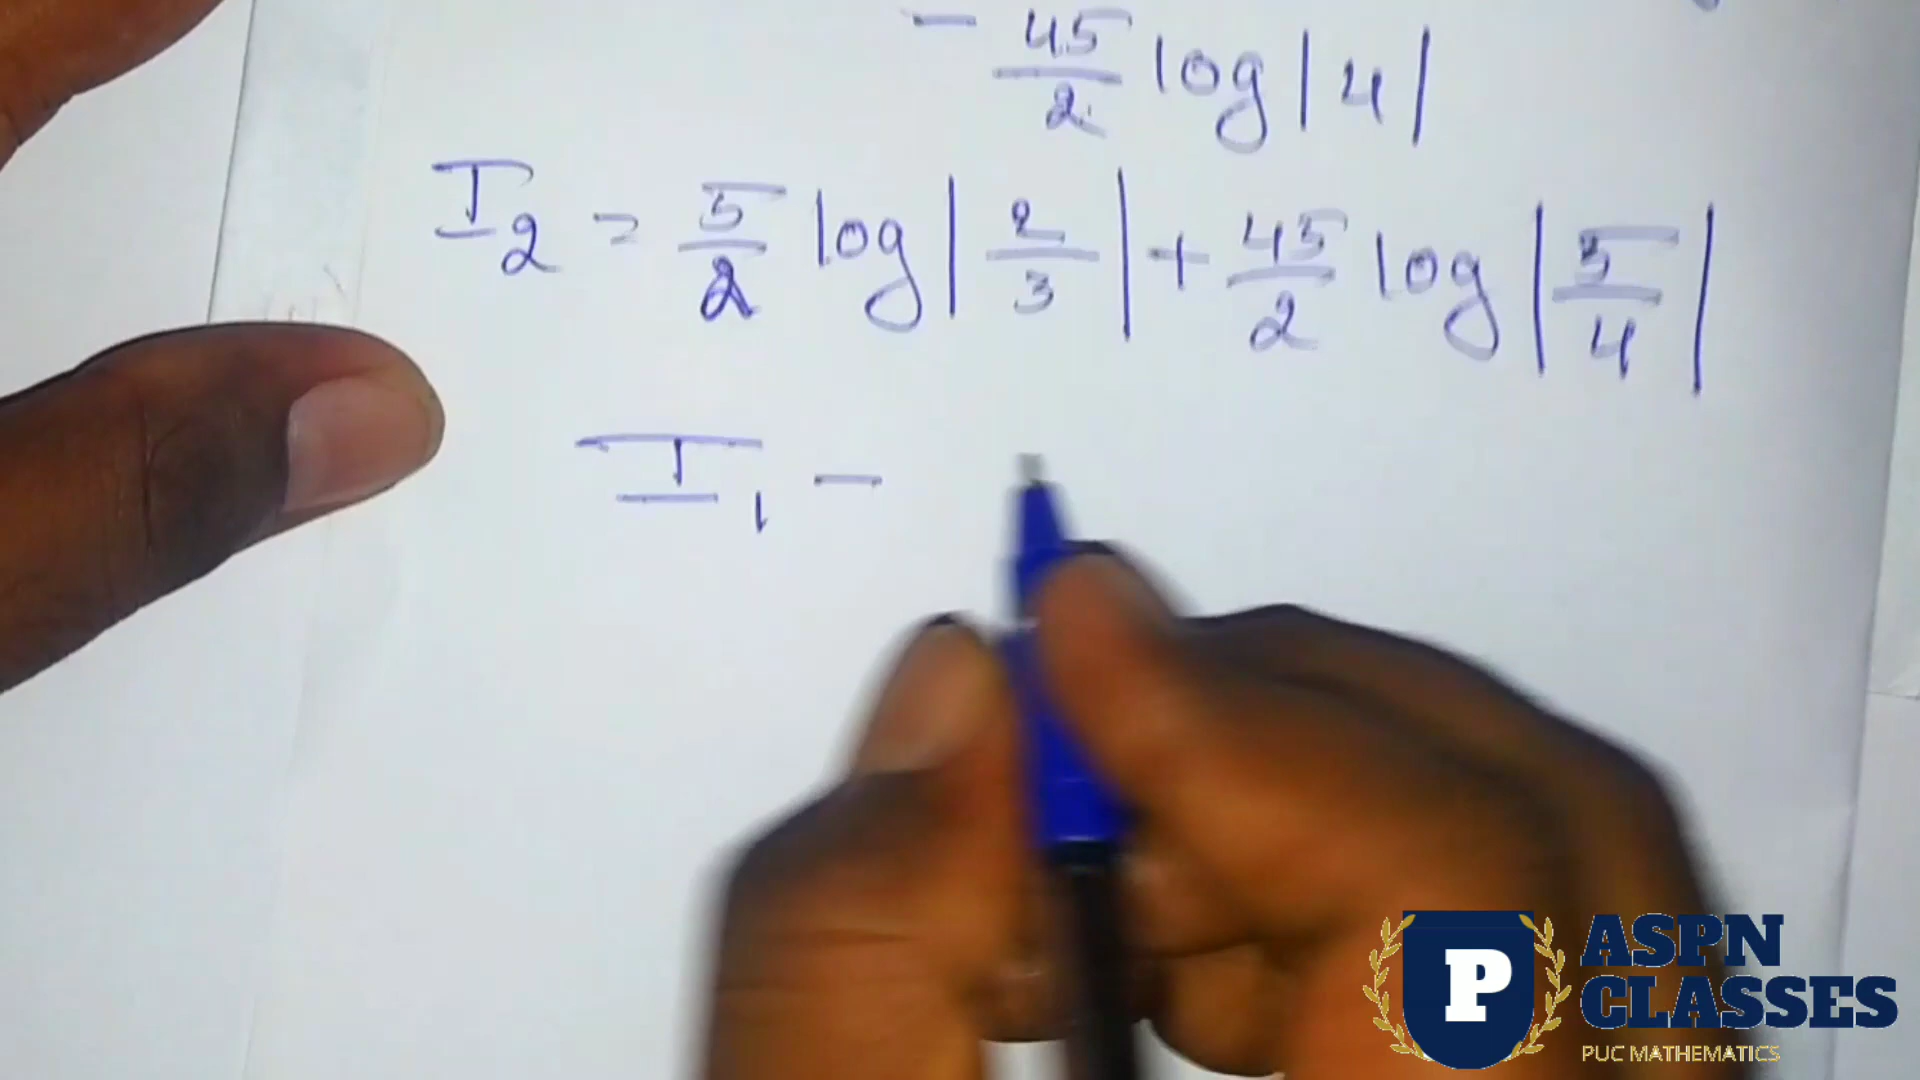 - 45/2 log|4|
I₂ = 5/2 log|2/3| + 45/2 log|5/4|
I₁ -
P
ASPN
CLASSES
PUC MATHEMATICS